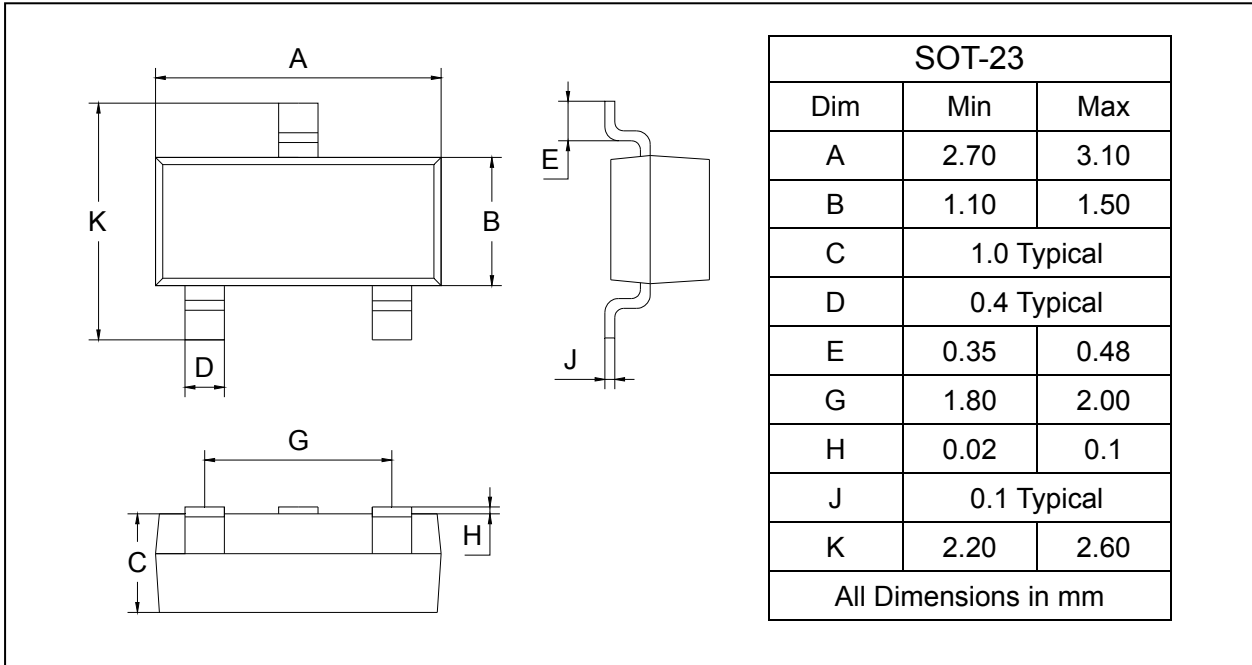 A
K
B
D
E
J
G
C
H
SOT-23
Dim Min Max
A 2.70 3.10
B 1.10 1.50
C 1.0 Typical
D 0.4 Typical
E 0.35 0.48
G 1.80 2.00
H 0.02 0.1
J 0.1 Typical
K 2.20 2.60
All Dimensions in mm